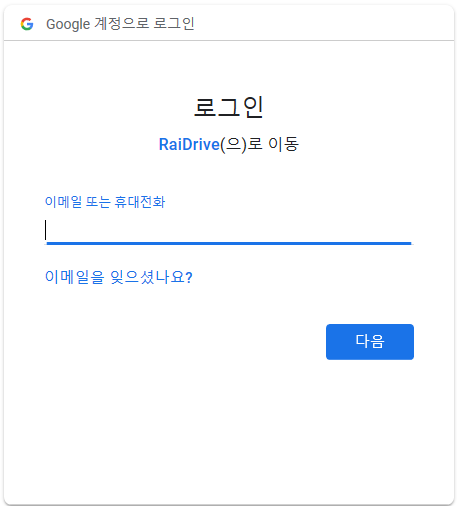 Google 계정으로 로그인
로그인
RaiDrive(으)로 이동
이메일 또는 휴대전화
이메일을 잊으셨나요?
다음